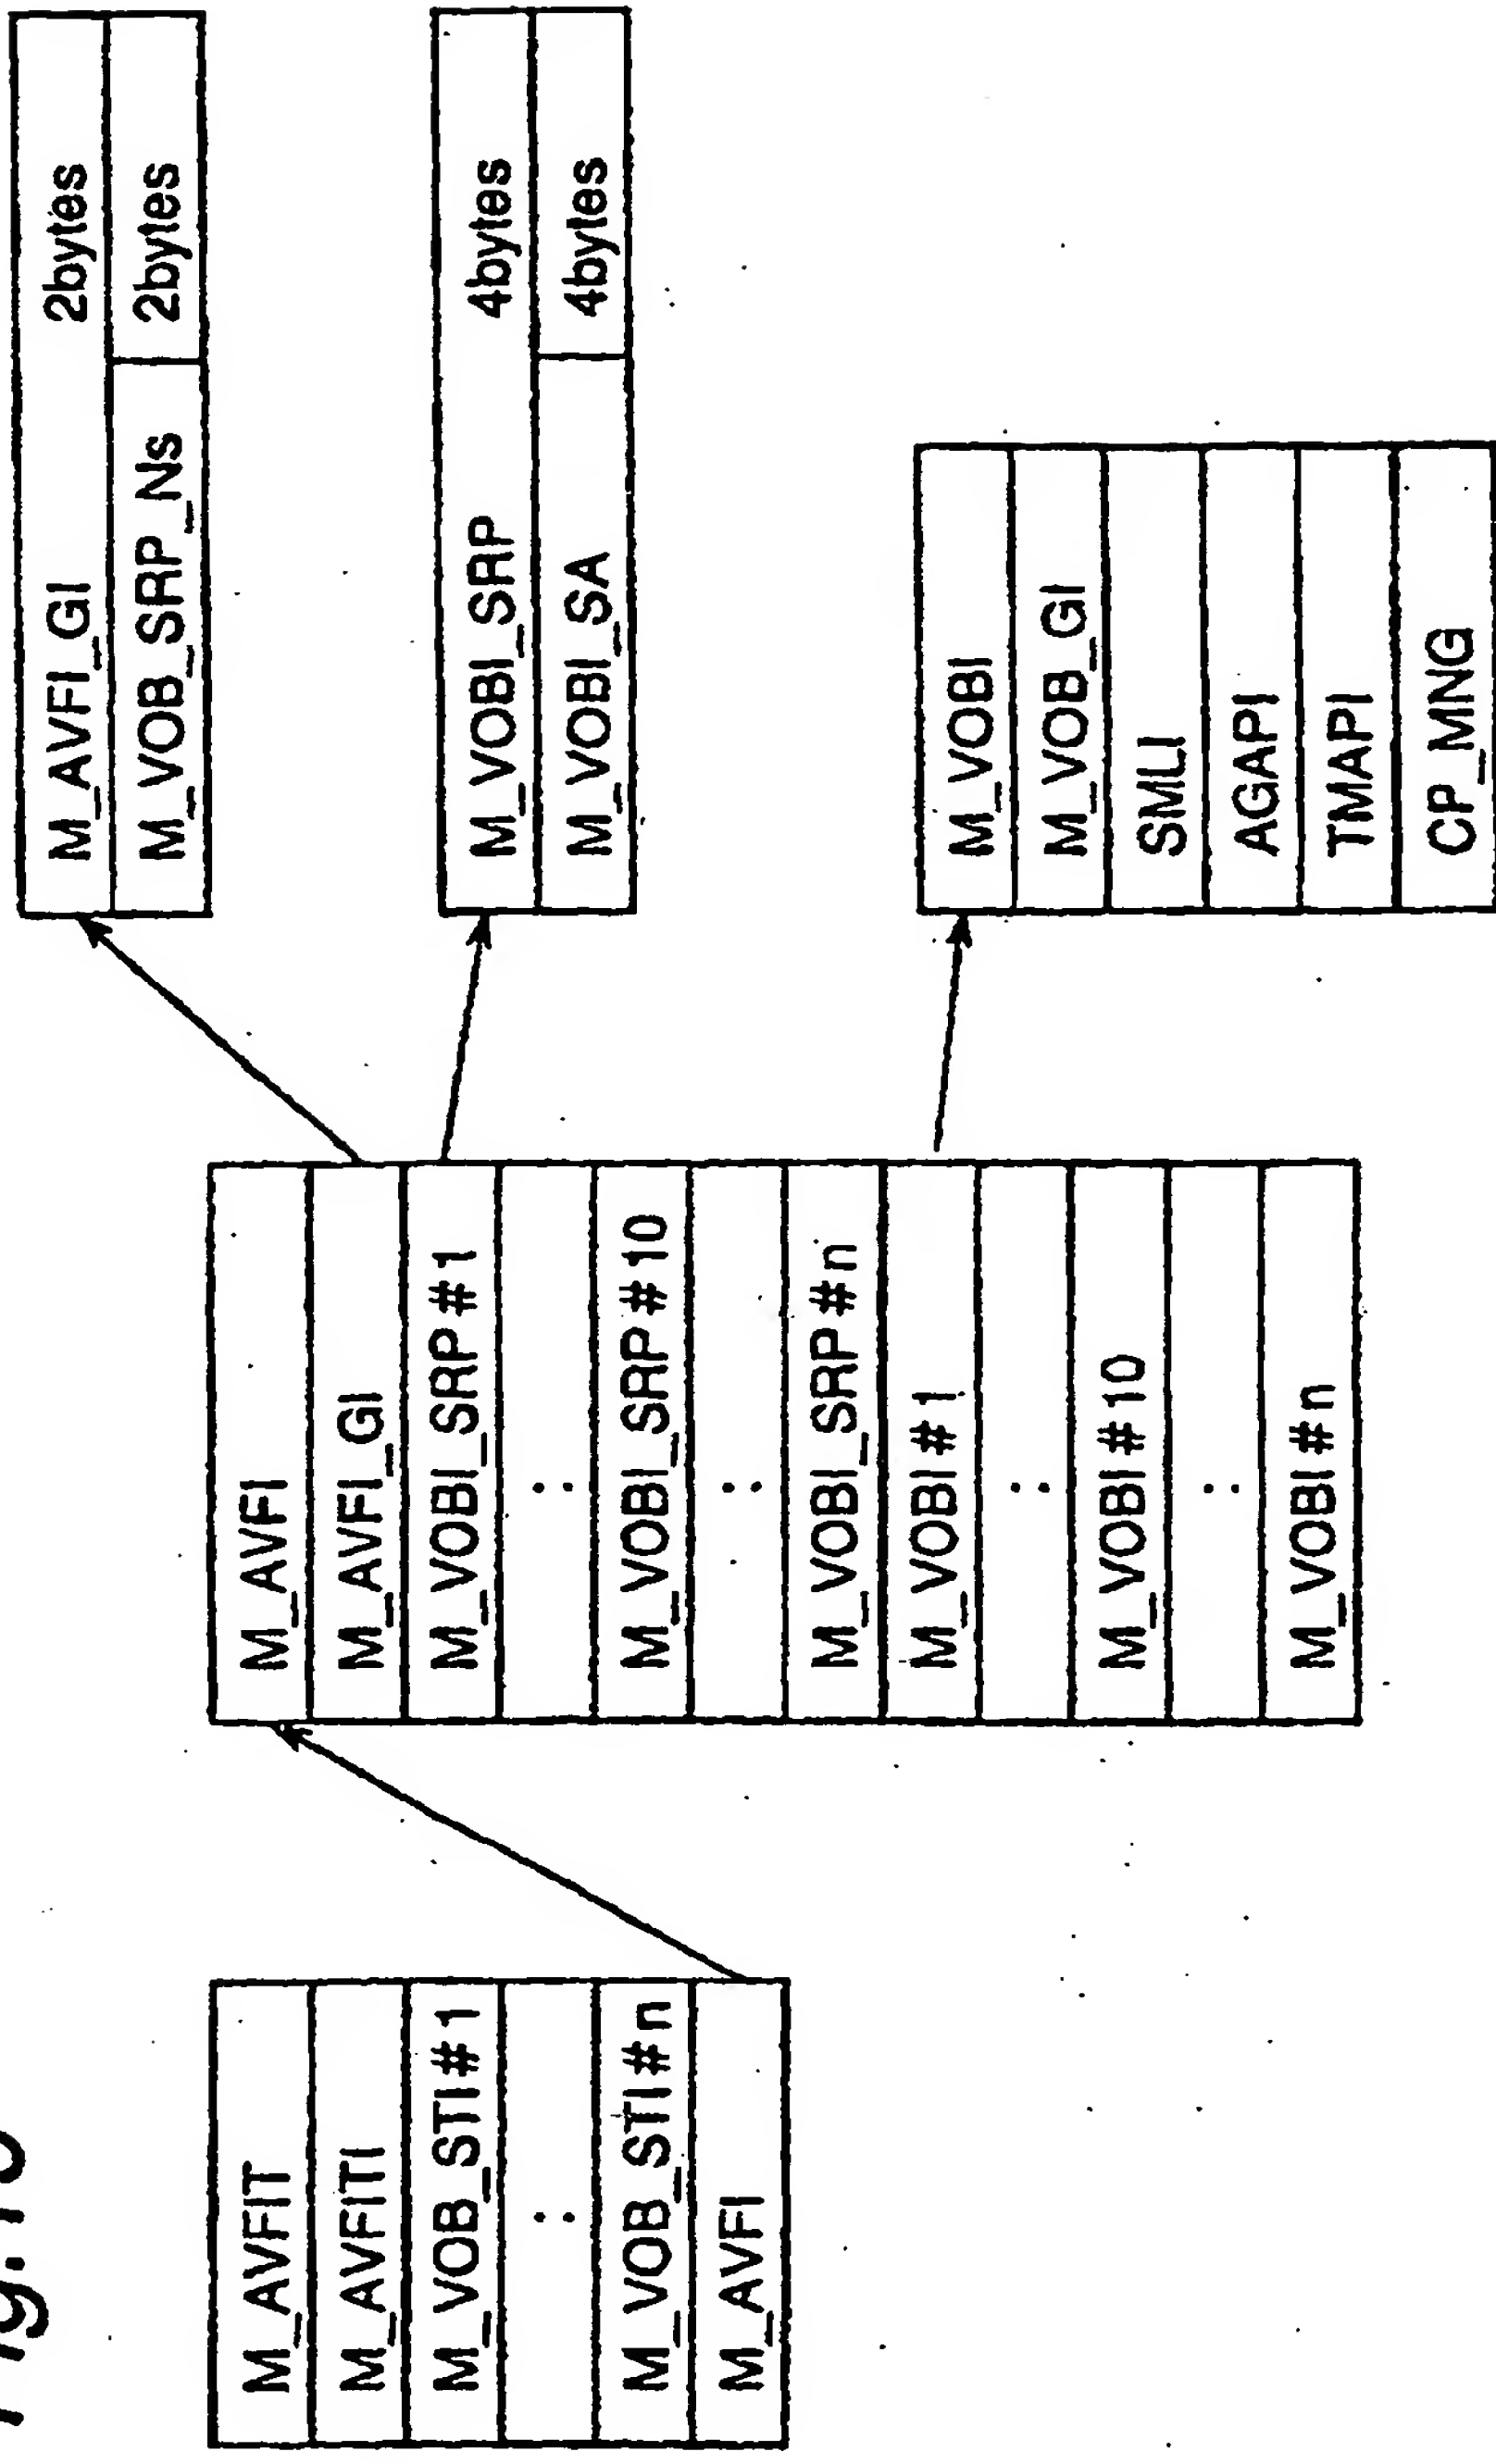 M_AVFIT
M_AVFITI
M_VOB_STI#1
:
M_VOB_STI#n
M_AVFI
M_AVFI
M_AVFI_GI
M_VOBI_SRP#1
:
M_VOBI_SRP#10
:
M_VOBI_SRP#n
M_VOBI#1
:
M_VOBI#10
:
M_VOBI#n
M_AVFI_GI 2bytes
M_VOB_SRP_Ns 2bytes
M_VOBI_SRP 4bytes
M_VOBI_SA 4bytes
M_VOBI
M_VOB_GI
SMLI
AGAPI
TMAPI
CP_MNG